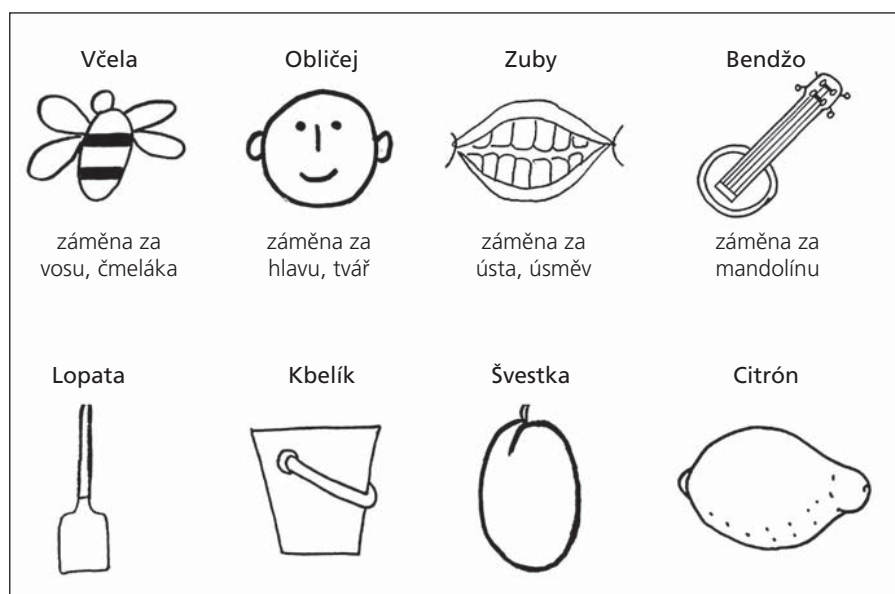 Včela
Obličej
Zuby
Bendžo
záměna za
vosu, čmeláka
záměna za
hlavu, tvář
záměna za
ústa, úsměv
záměna za
mandolínu
Lopata
Kbelík
Švestka
Citrón